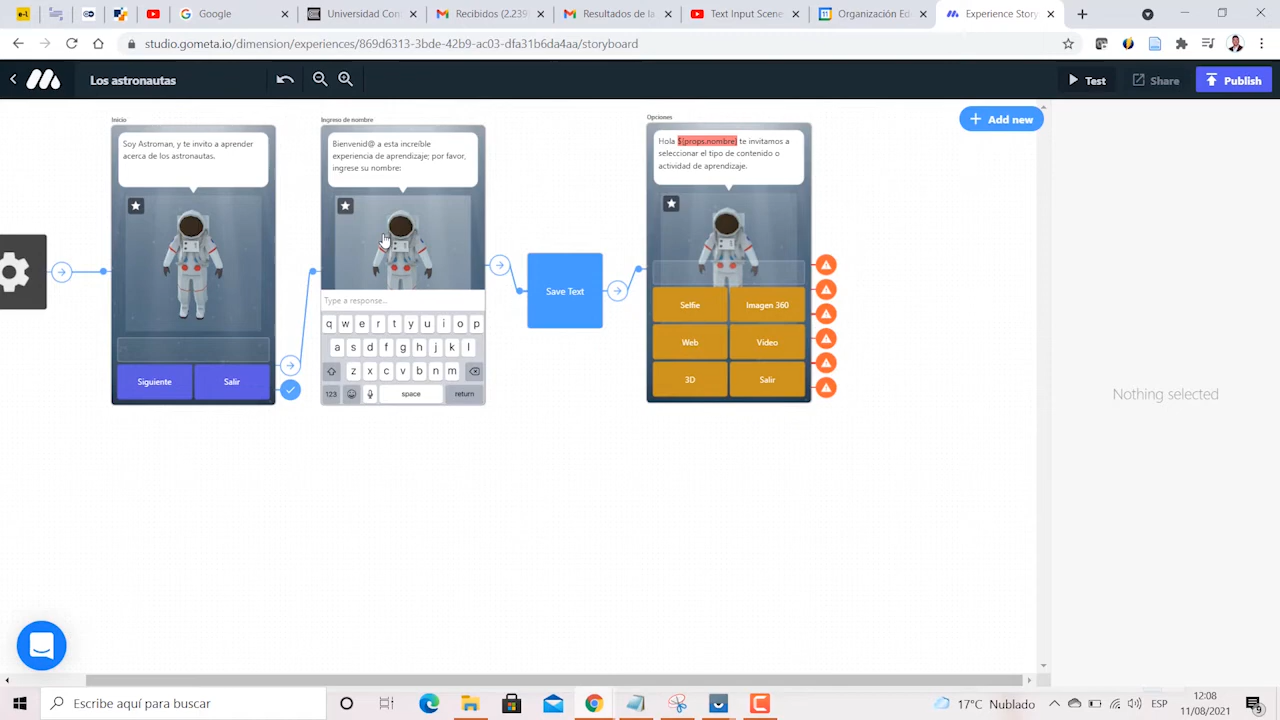 Universidad Con
Google
Recibidos (2.239
Resultados de la
Text Input Scene
Organización Ed
Experience Story
studio.gometa.io/dimension/experiences/869d6313-3bde-42b9-ac03-dfa31b6da4aa/storyboard
Los astronautas
Test
Share
Publish
Add new
Inicio
Soy Astroman, y te invito a aprender
acerca de los astronautas.
Siguiente
Salir
Ingreso de nombre
Bienvenid@ a esta increíble
experiencia de aprendizaje; por favor,
ingrese su nombre:
Type a response...
q w e r t y u i o p
a s d f g h j k l
z x c v b n m
123
space
return
Save Text
Opciones
Hola ${props.nombre} te invitamos a
seleccionar el tipo de contenido o
actividad de aprendizaje.
Selfie
Imagen 360
Web
Video
3D
Salir
Nothing selected
Escribe aquí para buscar
17°C Nublado
ESP
12:08
11/08/2021